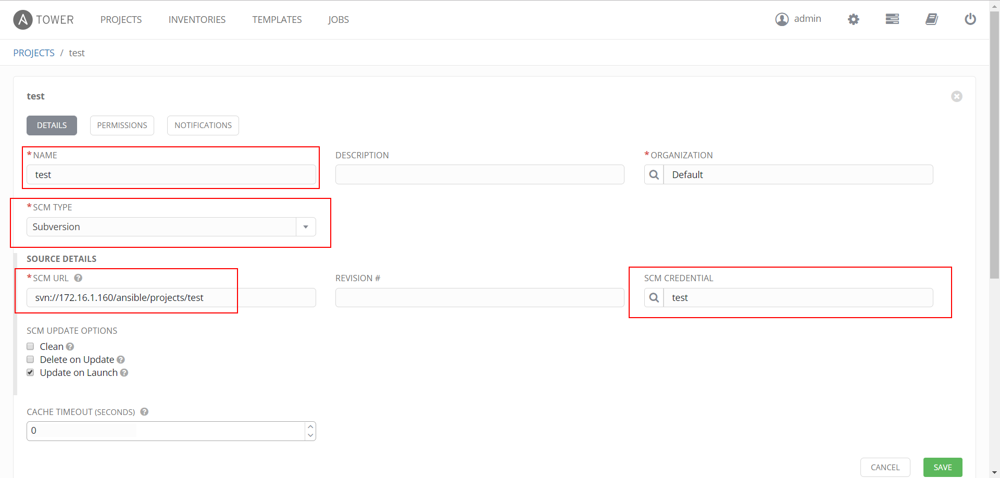 TOWER PROJECTS INVENTORIES TEMPLATES JOBS admin
PROJECTS / test
test
DETAILS PERMISSIONS NOTIFICATIONS
* NAME DESCRIPTION * ORGANIZATION
test Default
* SCM TYPE
Subversion
SOURCE DETAILS
* SCM URL ? REVISION # SCM CREDENTIAL
svn://172.16.1.160/ansible/projects/test test
SCM UPDATE OPTIONS
Clean ?
Delete on Update ?
Update on Launch ?
CACHE TIMEOUT (SECONDS) ?
0
CANCEL SAVE